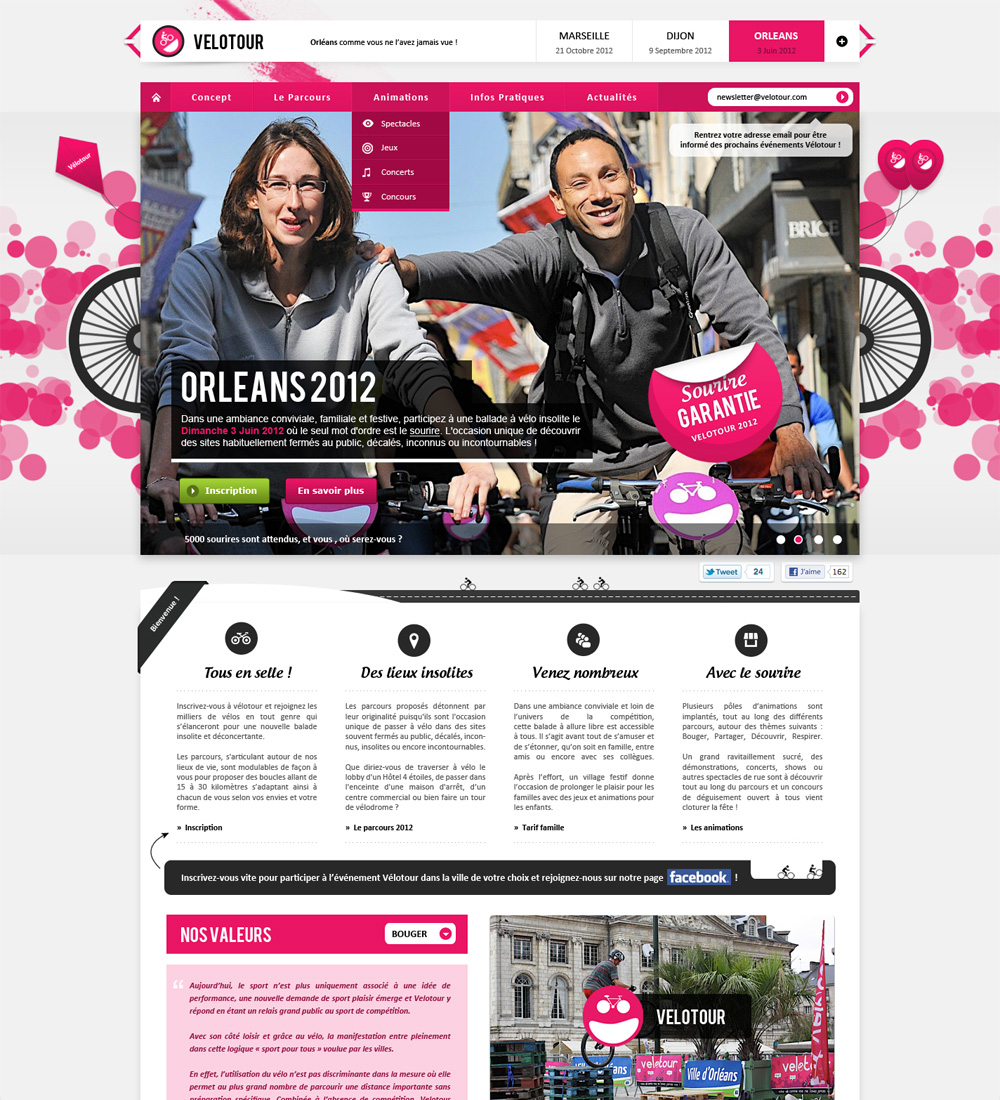 VELOTOUR
Orléans comme vous ne l'avez jamais vue !
MARSEILLE
21 Octobre 2012
DIJON
9 Septembre 2012
ORLEANS
3 Juin 2012
Concept
Le Parcours
Animations
Infos Pratiques
Actualités
newsletter@velotour.com
Spectacles
Jeux
Concerts
Concours
Rentrez votre adresse email pour être
informé des prochains événements Vélotour !
Vélotour
BRICE
ORLEANS 2012
Dans une ambiance conviviale, familiale et festive, participez à une ballade à vélo insolite le
Dimanche 3 Juin 2012 où le seul mot d'ordre est le sourire. L'occasion unique de découvrir
des sites habituellement fermés au public, décalés, inconnus ou incontournables !
Sourire
GARANTIE
VELOTOUR 2012
Inscription
En savoir plus
5000 sourires sont attendus, et vous , où serez-vous ?
Tweet
24
J'aime
162
Bienvenue !
Tous en selle !
Inscrivez-vous à vélotour et rejoignez les
milliers de vélos en tout genre qui
s'élanceront pour une nouvelle balade
insolite et déconcertante.
Les parcours, s'articulant autour de nos
lieux de vie, sont modulables de façon à
vous pour proposer des boucles allant de
15 à 30 kilomètres s'adaptant ainsi à
chacun de vous selon vos envies et votre
forme.
» Inscription
Des lieux insolites
Les parcours proposés détonnent par
leur originalité puisqu'ils sont l'occasion
unique de passer à vélo dans des sites
souvent fermés au public, décalés, incon-
nus, insolites ou encore incontournables.
Que diriez-vous de traverser à vélo le
lobby d'un Hôtel 4 étoiles, de passer dans
l'enceinte d'une maison d'arrêt, d'un
centre commercial ou bien faire un tour
de vélodrome ?
» Le parcours 2012
Venez nombreux
Dans une ambiance conviviale et loin de
l'univers de la compétition,
cette balade à allure libre est accessible
à tous. Il s'agit avant tout de s'amuser et
de s'étonner, qu'on soit en famille, entre
amis ou encore avec ses collègues.
Après l'effort, un village festif donne
l'occasion de prolonger le plaisir pour les
familles avec des jeux et animations pour
les enfants.
» Tarif famille
Avec le sourire
Plusieurs pôles d'animations sont
implantés, tout au long des différents
parcours, autour des thèmes suivants :
Bouger, Partager, Découvrir, Respirer.
Un grand ravitaillement sucré, des
démonstrations, concerts, shows ou
autres spectacles de rue sont à découvrir
tout au long du parcours et un concours
de déguisement ouvert à tous vient
cloturer la fête !
» Les animations
Inscrivez-vous vite pour participer à l'événement Vélotour dans la ville de votre choix et rejoignez-nous sur notre page facebook !
NOS VALEURS
BOUGER
Aujourd'hui, le sport n'est plus uniquement associé à une idée de
performance, une nouvelle demande de sport plaisir émerge et Velotour y
répond en étant un relais grand public au sport de compétition.
Avec son côté loisir et grâce au vélo, la manifestation entre pleinement
dans cette logique « sport pour tous » voulue par les villes.
En effet, l'utilisation du vélo n'est pas discriminante dans la mesure où elle
permet au plus grand nombre de parcourir une distance importante sans
préparation spécifique. Combinée à l'absence de compétition, Velotour
VELOTOUR
velotour
Ville d'Orléans
velotour
Ville d'Orléans